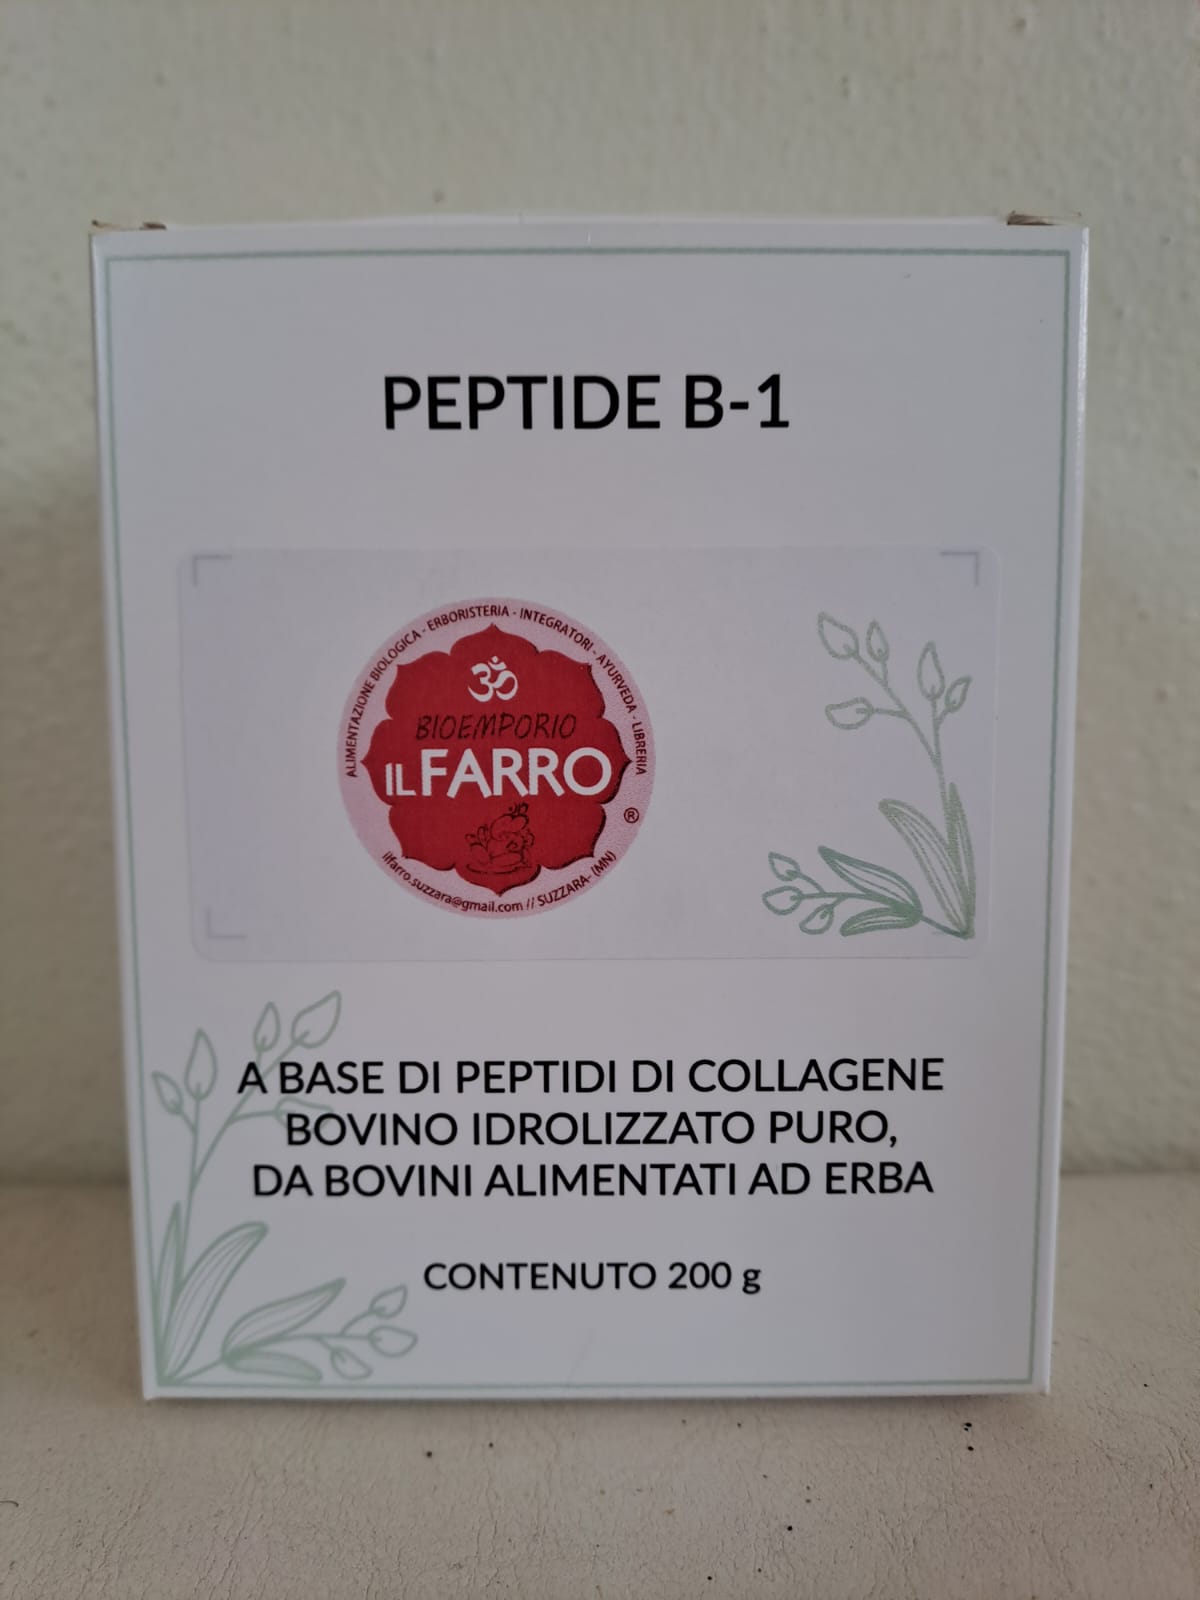 PEPTIDE B-1
ALIMENTAZIONE BIOLOGICA - ERBORISTERIA - INTEGRATORI - AYURVEDA - LIBRERIA
ॐ
BIOEMPORIO
IL FARRO
®
ilfarro.suzzara@gmail.com // SUZZARA- (MN)
A BASE DI PEPTIDI DI COLLAGENE
BOVINO IDROLIZZATO PURO,
DA BOVINI ALIMENTATI AD ERBA
CONTENUTO 200 g